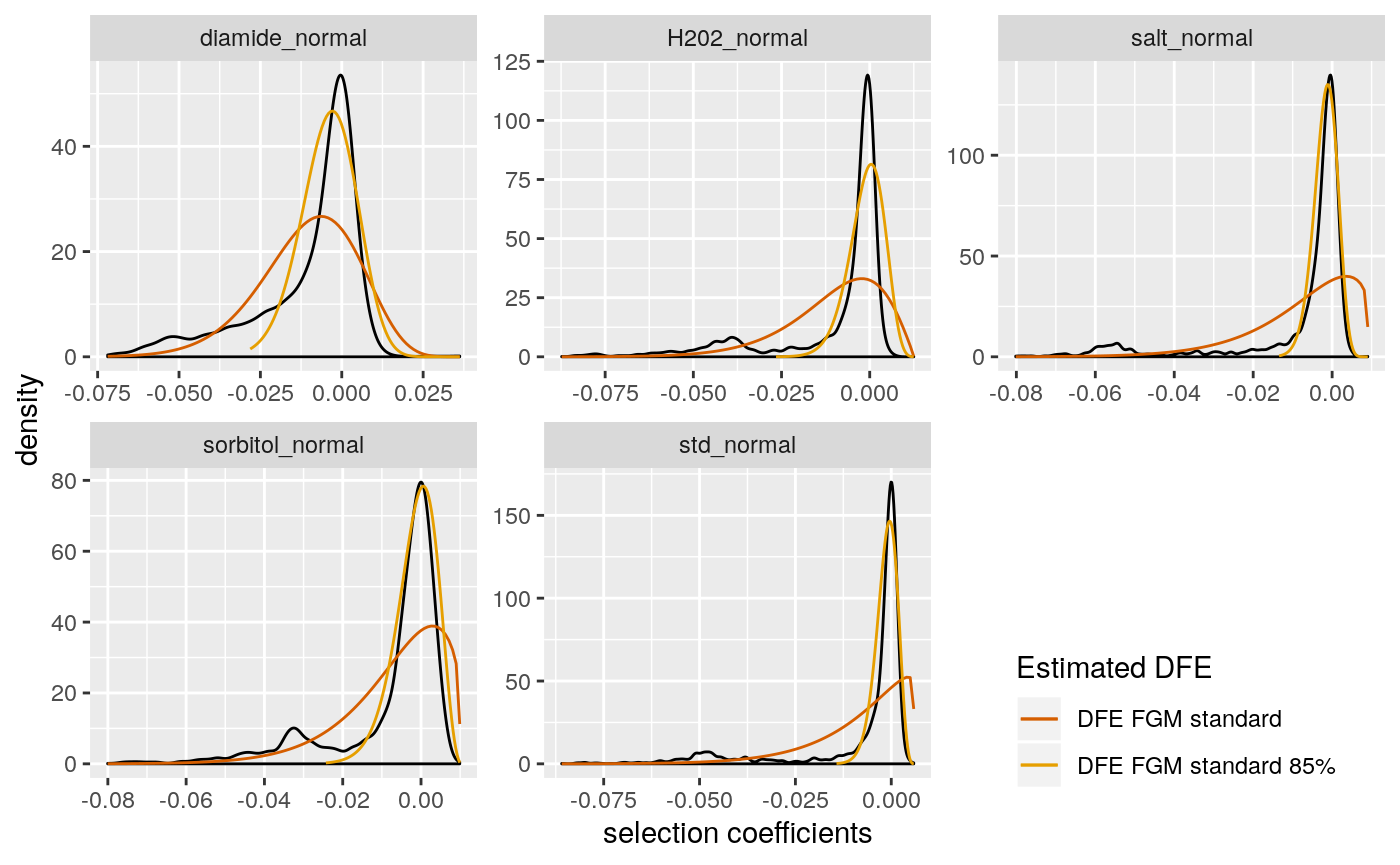 diamide_normal
H202_normal
salt_normal
40
20
0
-0.075 -0.050 -0.025 0.000 0.025
125
100
75
50
25
0
-0.075 -0.050 -0.025 0.000
100
50
0
-0.08 -0.06 -0.04 -0.02 0.00
density
sorbitol_normal
std_normal
80
60
40
20
0
-0.08 -0.06 -0.04 -0.02 0.00
150
100
50
0
-0.075 -0.050 -0.025 0.000
selection coefficients
Estimated DFE
DFE FGM standard
DFE FGM standard 85%